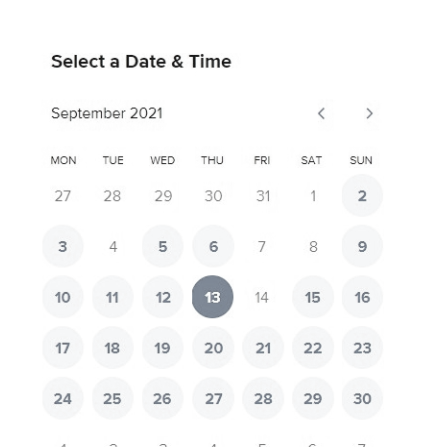 Select a Date & Time
September 2021
MON TUE WED THU FRI SAT SUN
27 28 29 30 31 1 2
3 4 5 6 7 8 9
10 11 12 13 14 15 16
17 18 19 20 21 22 23
24 25 26 27 28 29 30